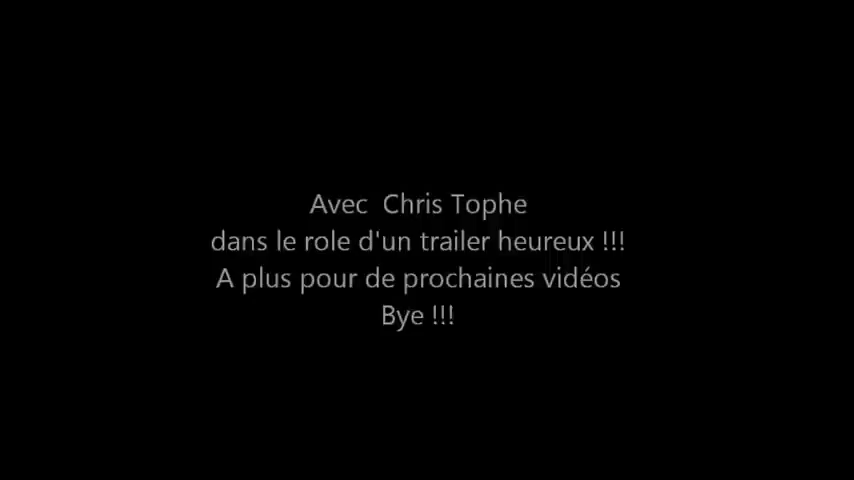 Avec  Chris Tophe
dans le role d'un trailer heureux !!!
A plus pour de prochaines vidéos
Bye !!!